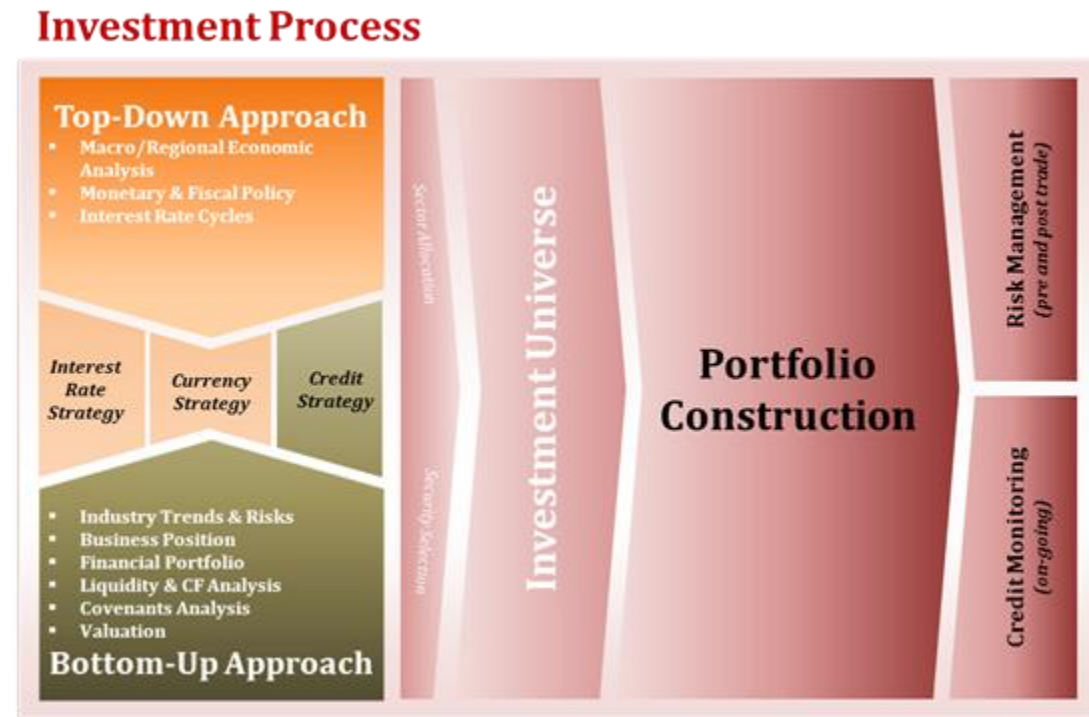 Investment Process
Top-Down Approach
▪ Macro/Regional Economic
Analysis
▪ Monetary & Fiscal Policy
▪ Interest Rate Cycles
Interest
Rate
Strategy
Currency
Strategy
Credit
Strategy
▪ Industry Trends & Risks
▪ Business Position
▪ Financial Portfolio
▪ Liquidity & CF Analysis
▪ Covenants Analysis
▪ Valuation
Bottom-Up Approach
Sector Allocation
Security Selection
Investment Universe
Portfolio
Construction
Risk Management
(pre and post trade)
Credit Monitoring
(on-going)